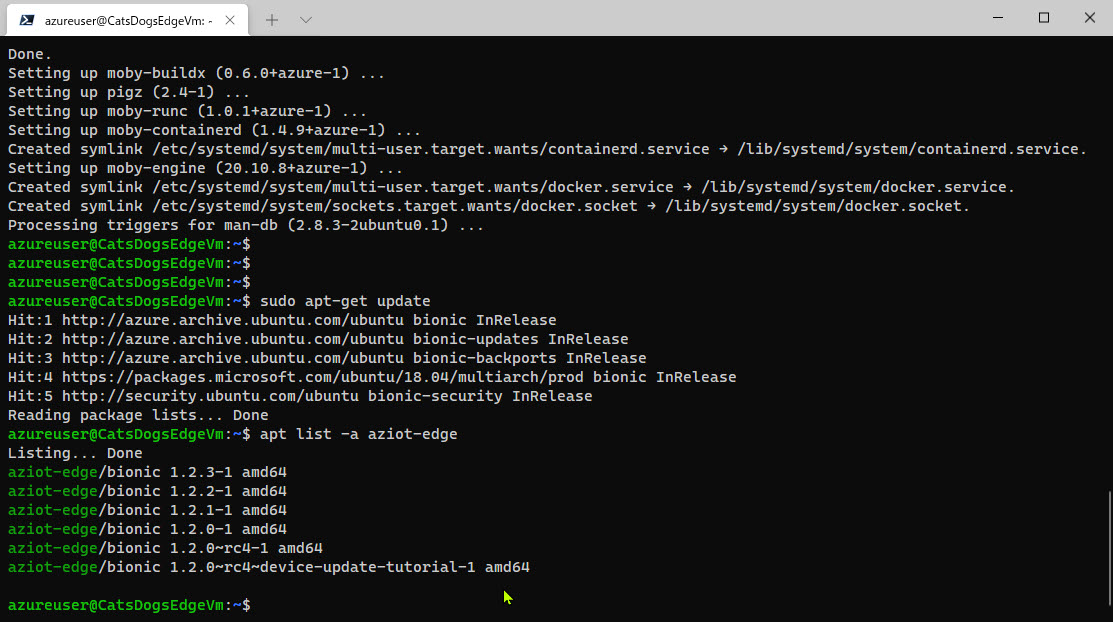 azureuser@CatsDogsEdgeVm: ~
Done.
Setting up moby-buildx (0.6.0+azure-1) ...
Setting up pigz (2.4-1) ...
Setting up moby-runc (1.0.1+azure-1) ...
Setting up moby-containerd (1.4.9+azure-1) ...
Created symlink /etc/systemd/system/multi-user.target.wants/containerd.service → /lib/systemd/system/containerd.service.
Setting up moby-engine (20.10.8+azure-1) ...
Created symlink /etc/systemd/system/multi-user.target.wants/docker.service → /lib/systemd/system/docker.service.
Created symlink /etc/systemd/system/sockets.target.wants/docker.socket → /lib/systemd/system/docker.socket.
Processing triggers for man-db (2.8.3-2ubuntu0.1) ...
azureuser@CatsDogsEdgeVm:~$
azureuser@CatsDogsEdgeVm:~$
azureuser@CatsDogsEdgeVm:~$
azureuser@CatsDogsEdgeVm:~$ sudo apt-get update
Hit:1 http://azure.archive.ubuntu.com/ubuntu bionic InRelease
Hit:2 http://azure.archive.ubuntu.com/ubuntu bionic-updates InRelease
Hit:3 http://azure.archive.ubuntu.com/ubuntu bionic-backports InRelease
Hit:4 https://packages.microsoft.com/ubuntu/18.04/multiarch/prod bionic InRelease
Hit:5 http://security.ubuntu.com/ubuntu bionic-security InRelease
Reading package lists... Done
azureuser@CatsDogsEdgeVm:~$ apt list -a aziot-edge
Listing... Done
aziot-edge/bionic 1.2.3-1 amd64
aziot-edge/bionic 1.2.2-1 amd64
aziot-edge/bionic 1.2.1-1 amd64
aziot-edge/bionic 1.2.0-1 amd64
aziot-edge/bionic 1.2.0~rc4-1 amd64
aziot-edge/bionic 1.2.0~rc4~device-update-tutorial-1 amd64
azureuser@CatsDogsEdgeVm:~$